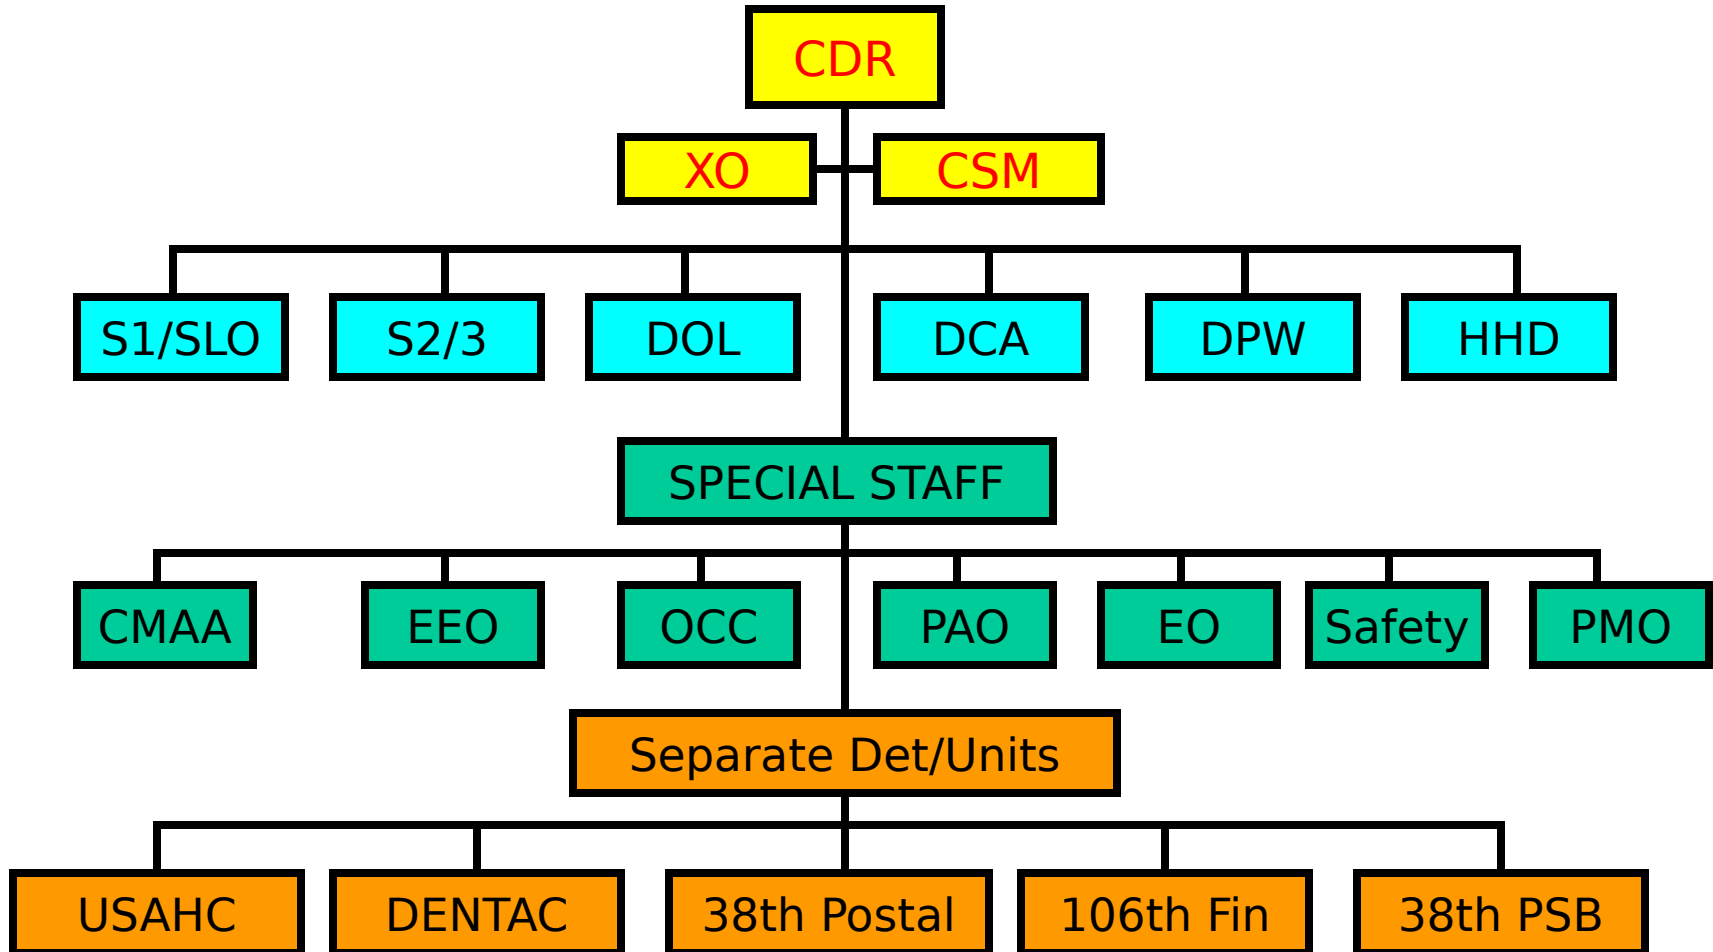 CDR
XO
CSM
S1/SLO
S2/3
DOL
DCA
DPW
HHD
SPECIAL STAFF
CMAA
EEO
OCC
PAO
EO
Safety
PMO
Separate Det/Units
USAHC
DENTAC
38th Postal
106th Fin
38th PSB